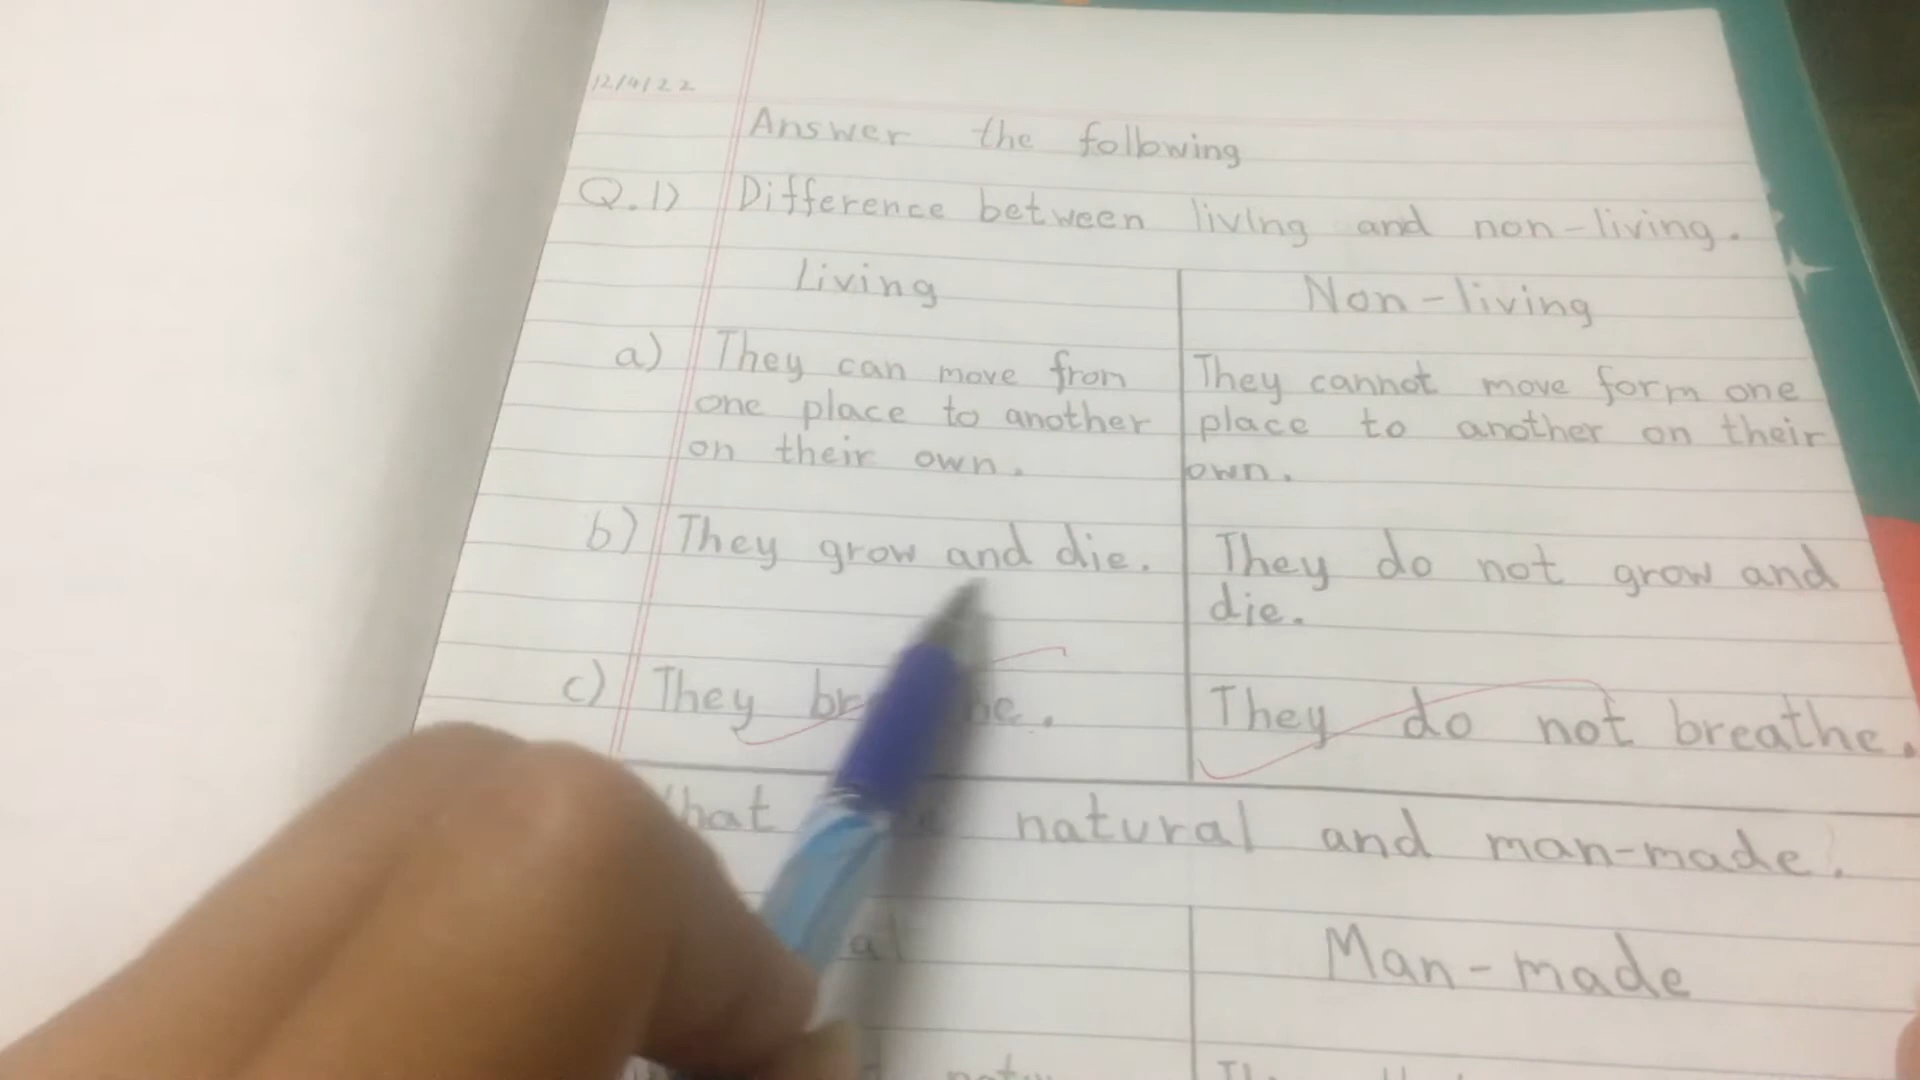 12/4/22
Answer the following
Q.1) Difference between living and non-living.
Living
Non-living
a) They can move from
one place to another
on their own.
They cannot move form one
place to another on their
own.
b) They grow and die.
They do not grow and
die.
c) They
They do not breathe.
natural and man-made.
Man-made